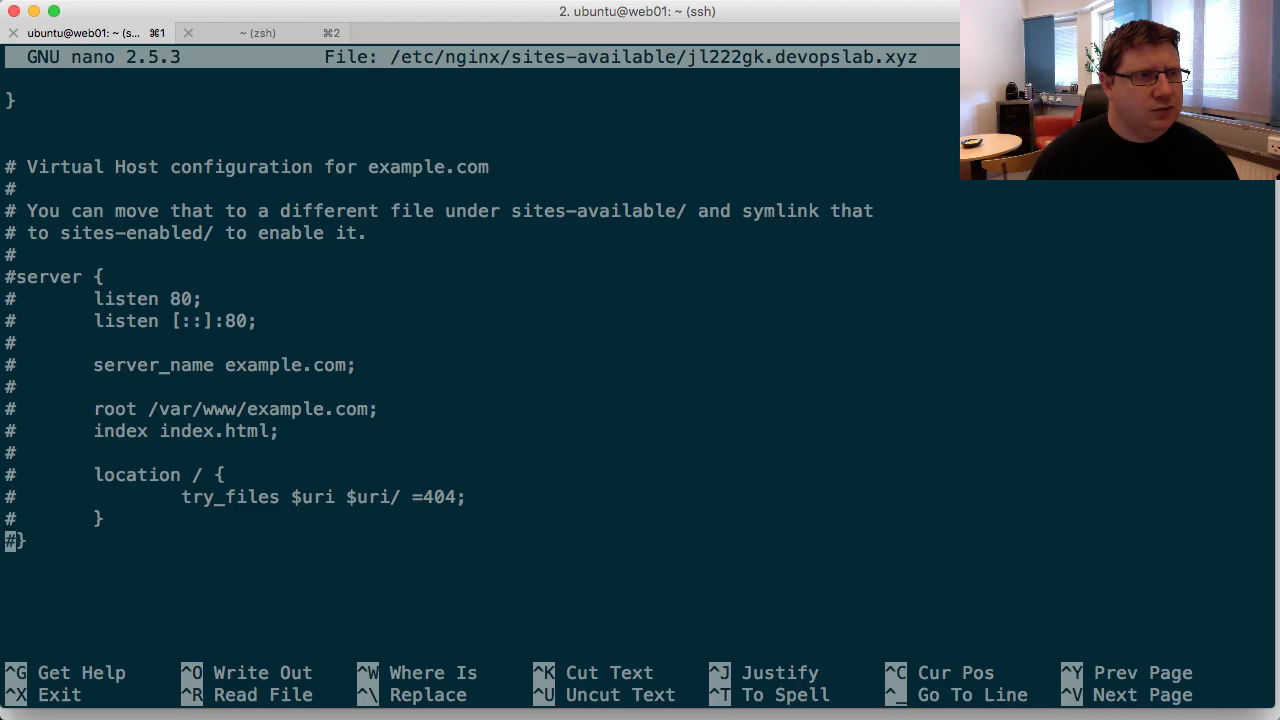 2. ubuntu@web01: ~ (ssh)
ubuntu@web01: ~ (s... ⌘1
~ (zsh) ⌘2
GNU nano 2.5.3 File: /etc/nginx/sites-available/jl222gk.devopslab.xyz
}
# Virtual Host configuration for example.com
#
# You can move that to a different file under sites-available/ and symlink that
# to sites-enabled/ to enable it.
#
#server {
# listen 80;
# listen [::]:80;
#
# server_name example.com;
#
# root /var/www/example.com;
# index index.html;
#
# location / {
# try_files $uri $uri/ =404;
# }
#}
^G Get Help ^O Write Out ^W Where Is ^K Cut Text ^J Justify ^C Cur Pos ^Y Prev Page
^X Exit ^R Read File ^\ Replace ^U Uncut Text ^T To Spell ^_ Go To Line ^V Next Page